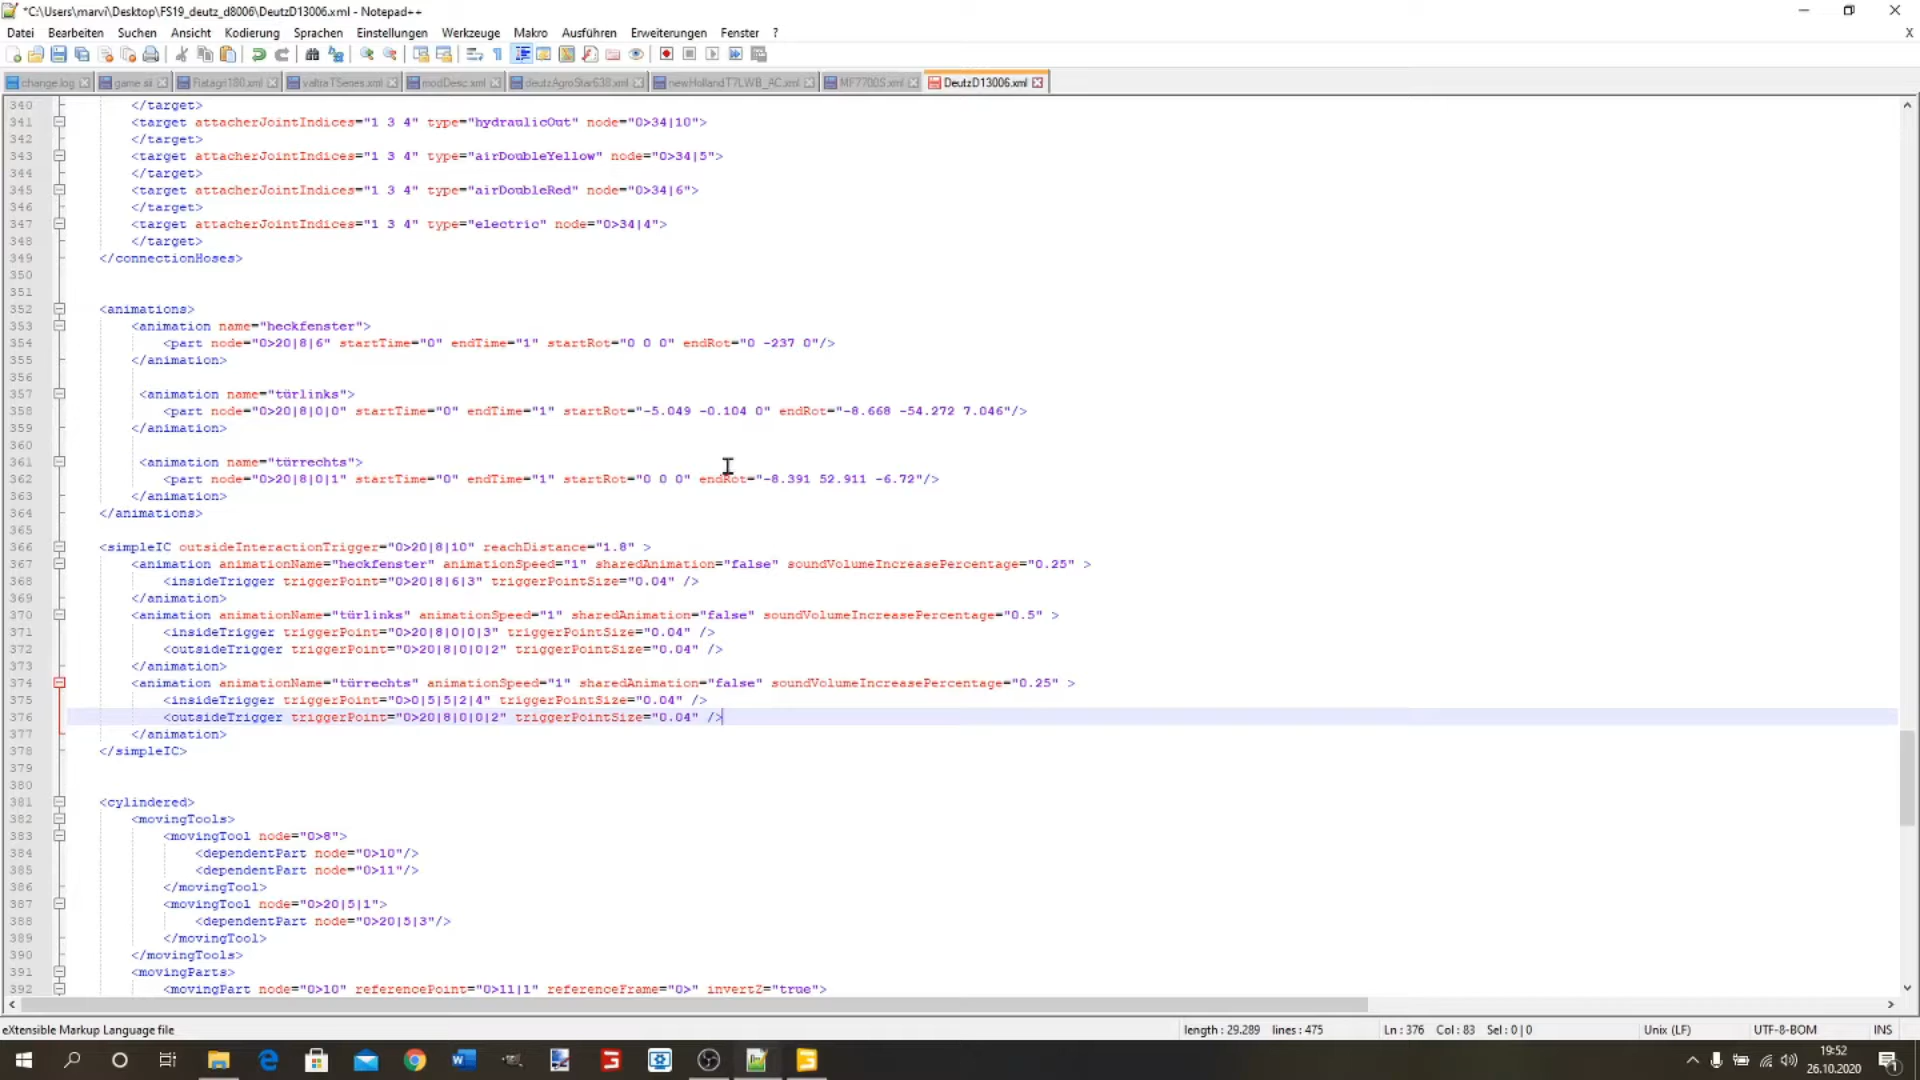 *C:\Users\marvi\Desktop\FS19_deutz_d8006\DeutzD13006.xml - Notepad++
Datei Bearbeiten Suchen Ansicht Kodierung Sprachen Einstellungen Werkzeuge Makro Ausführen Erweiterungen Fenster ? X
change.log game.sii Fiatagri180.xml valtraTSeries.xml modDesc.xml deutzAgroStar638.xml newHollandT7LWB_AC.xml MF7700S.xml DeutzD13006.xml
340 </target>
341 <target attacherJointIndices="1 3 4" type="hydraulicOut" node="0>34|10">
342 </target>
343 <target attacherJointIndices="1 3 4" type="airDoubleYellow" node="0>34|5">
344 </target>
345 <target attacherJointIndices="1 3 4" type="airDoubleRed" node="0>34|6">
346 </target>
347 <target attacherJointIndices="1 3 4" type="electric" node="0>34|4">
348 </target>
349 </connectionHoses>
350
351
352 <animations>
353 <animation name="heckfenster">
354 <part node="0>20|8|6" startTime="0" endTime="1" startRot="0 0 0" endRot="0 -237 0"/>
355 </animation>
356
357 <animation name="türlinks">
358 <part node="0>20|8|0|0" startTime="0" endTime="1" startRot="-5.049 -0.104 0" endRot="-8.668 -54.272 7.046"/>
359 </animation>
360
361 <animation name="türrechts">
362 <part node="0>20|8|0|1" startTime="0" endTime="1" startRot="0 0 0" endRot="-8.391 52.911 -6.72"/>
363 </animation>
364 </animations>
365
366 <simpleIC outsideInteractionTrigger="0>20|8|10" reachDistance="1.8" >
367 <animation animationName="heckfenster" animationSpeed="1" sharedAnimation="false" soundVolumeIncreasePercentage="0.25" >
368 <insideTrigger triggerPoint="0>20|8|6|3" triggerPointSize="0.04" />
369 </animation>
370 <animation animationName="türlinks" animationSpeed="1" sharedAnimation="false" soundVolumeIncreasePercentage="0.5" >
371 <insideTrigger triggerPoint="0>20|8|0|0|3" triggerPointSize="0.04" />
372 <outsideTrigger triggerPoint="0>20|8|0|0|2" triggerPointSize="0.04" />
373 </animation>
374 <animation animationName="türrechts" animationSpeed="1" sharedAnimation="false" soundVolumeIncreasePercentage="0.25" >
375 <insideTrigger triggerPoint="0>0|5|5|2|4" triggerPointSize="0.04" />
376 <outsideTrigger triggerPoint="0>20|8|0|0|2" triggerPointSize="0.04" />
377 </animation>
378 </simpleIC>
379
380
381 <cylindered>
382 <movingTools>
383 <movingTool node="0>8">
384 <dependentPart node="0>10"/>
385 <dependentPart node="0>11"/>
386 </movingTool>
387 <movingTool node="0>20|5|1">
388 <dependentPart node="0>20|5|3"/>
389 </movingTool>
390 </movingTools>
391 <movingParts>
392 <movingPart node="0>10" referencePoint="0>11|1" referenceFrame="0>" invertZ="true">
eXtensible Markup Language file length : 29.289 lines : 475 Ln : 376 Col : 83 Sel : 0 | 0 Unix (LF) UTF-8-BOM INS
19:52
26.10.2020